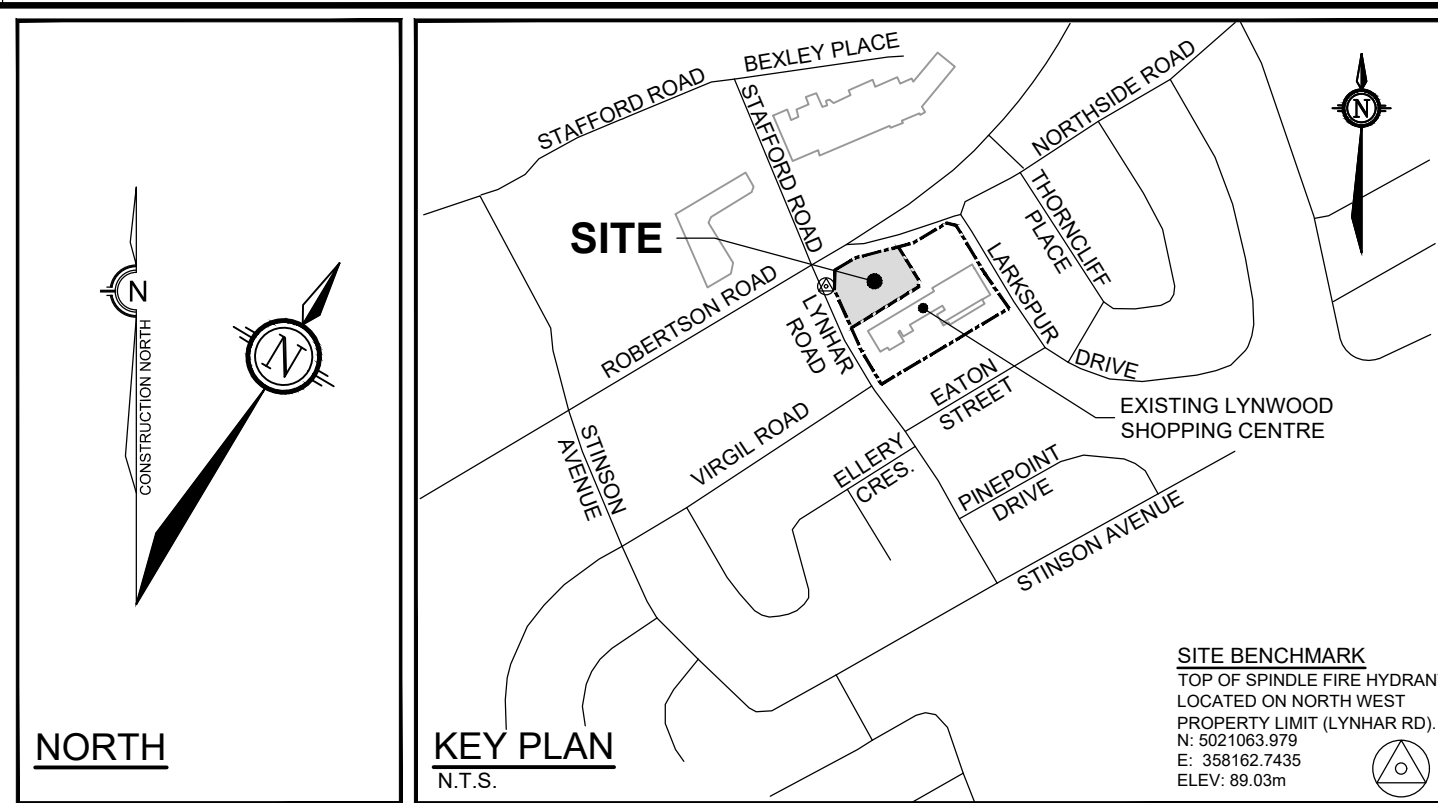 N
CONSTRUCTION NORTH
N
NORTH
BEXLEY PLACE
STAFFORD ROAD
STAFFORD ROAD
NORTHSIDE ROAD
N
THORNCLIFF
PLACE
SITE
LARKSPUR
DRIVE
ROBERTSON ROAD
LYNHAR
ROAD
EATON
STREET
EXISTING LYNWOOD
SHOPPING CENTRE
STINSON
AVENUE
VIRGIL ROAD
ELLERY
CRES.
PINEPOINT
DRIVE
STINSON AVENUE
KEY PLAN
N.T.S.
SITE BENCHMARK
TOP OF SPINDLE FIRE HYDRAN
LOCATED ON NORTH WEST
PROPERTY LIMIT (LYNHAR RD).
N: 5021063.979
E: 358162.7435
ELEV: 89.03m